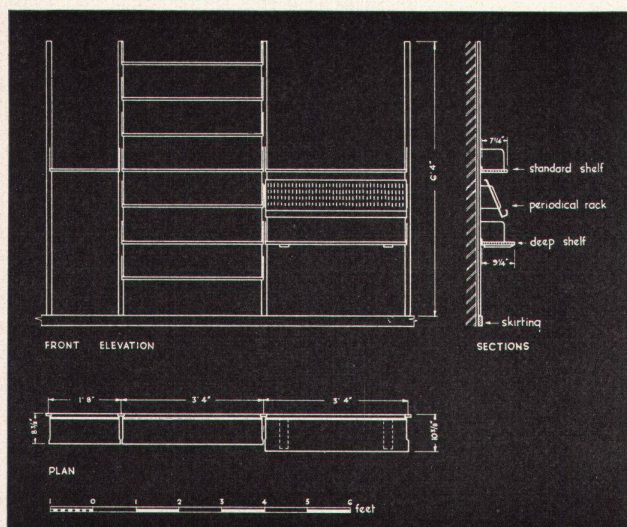 6' 4"
7¼"
standard shelf
periodical rack
deep shelf
9¼"
skirting
FRONT ELEVATION
SECTIONS
1' 8"
3' 4"
3' 4"
8⅜"
10⅜"
PLAN
1 0 1 2 3 4 5 6 feet